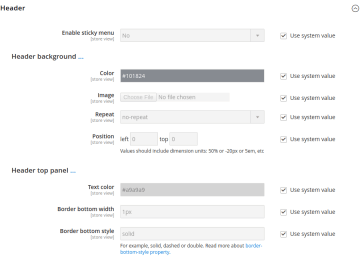 Header
Enable sticky menu
[store view]
No
Use system value
Header background ...
Color
[store view]
#101824
Use system value
Image
[store view]
Choose File No file chosen
Use system value
Repeat
[store view]
no-repeat
Use system value
Position
[store view]
left 0 top 0
Use system value
Values should include dimension units: 50% or -20px or 5em, etc
Header top panel ...
Text color
[store view]
#a9a9a9
Use system value
Border bottom width
[store view]
1px
Use system value
Border bottom style
[store view]
solid
Use system value
For example, solid, dashed or double. Read more about border-
bottom-style property.